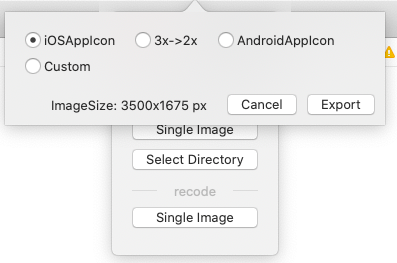 iOSAppIcon 3x->2x AndroidAppIcon
Custom
ImageSize: 3500x1675 px Cancel Export
Single Image
Select Directory
recode
Single Image